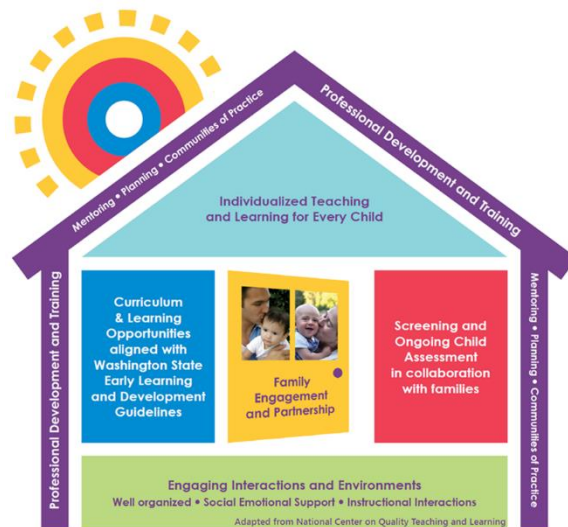 Mentoring • Planning • Communities of Practice
Professional Development and Training
Individualized Teaching
and Learning for Every Child
Professional Development and Training
Curriculum
& Learning
Opportunities
aligned with
Washington State
Early Learning
and Development
Guidelines
Family
Engagement
and Partnership
Screening and
Ongoing Child
Assessment
in collaboration
with families
Mentoring • Planning • Communities of Practice
Engaging Interactions and Environments
Well organized • Social Emotional Support • Instructional Interactions
Adapted from National Center on Quality Teaching and Learning